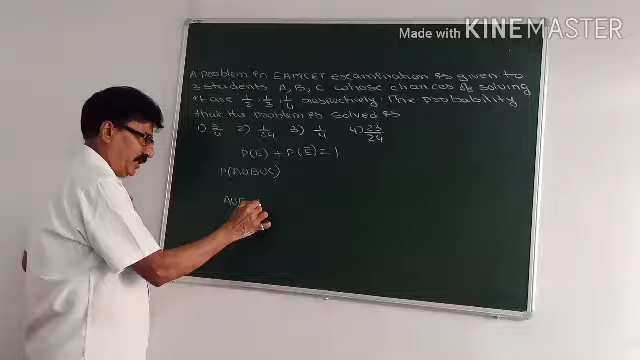 Made with KINEMASTER
A problem in EAMCET examination is given to
3 students A, B, C whose chances of solving
it are 1/2, 1/3, 1/4 respectively. The probability
that the problem is solved is
1) 3/4 2) 1/24 3) 1/4 4) 23/24
P(E) + P(E̅) = 1
P(AUBUC)
AUB